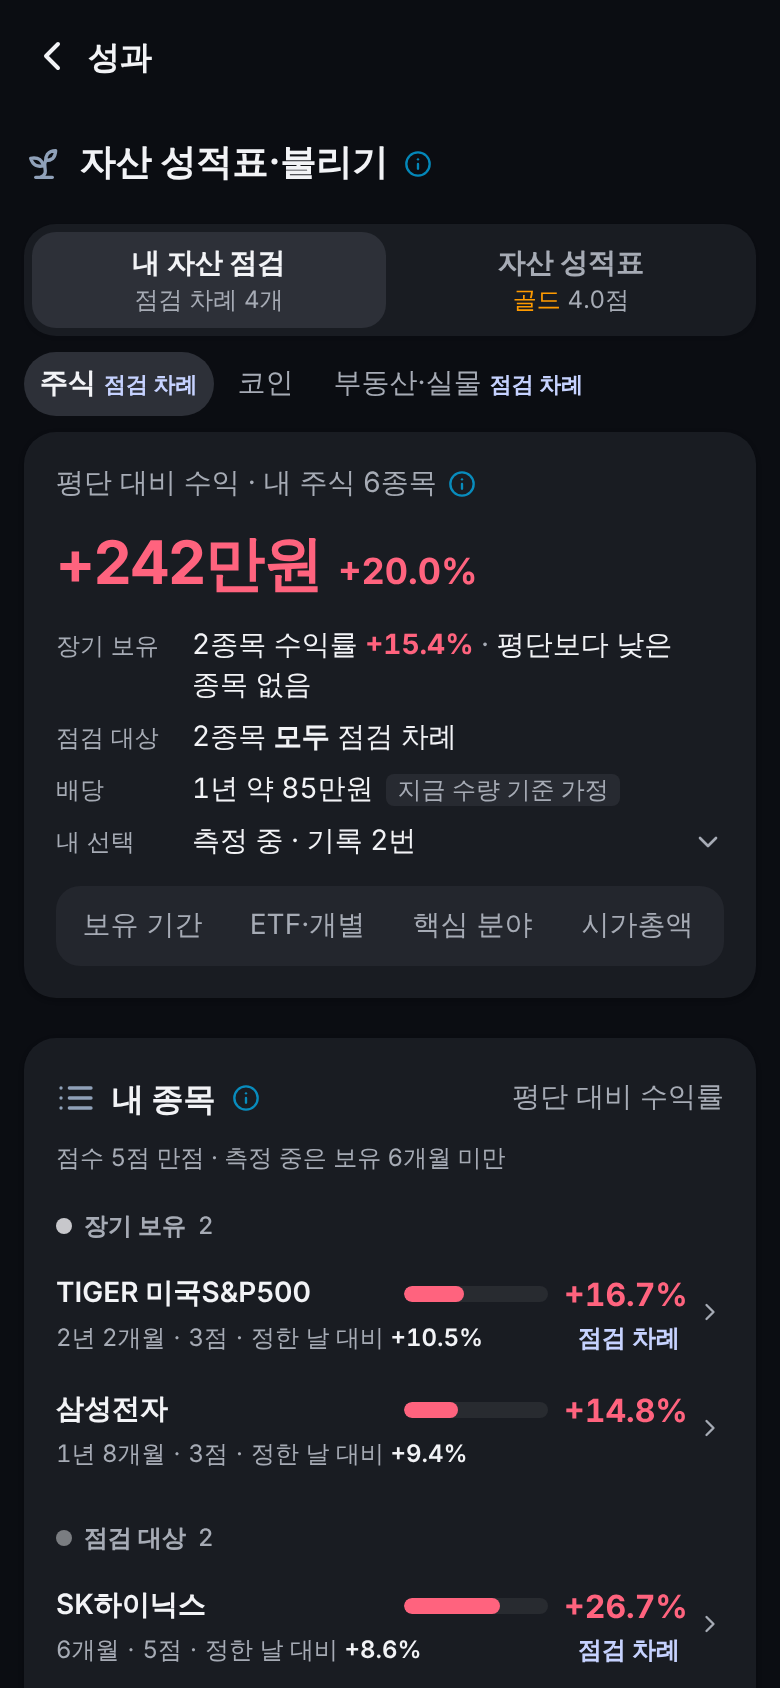 성과
자산 성적표·불리기
내 자산 점검
점검 차례 4개
자산 성적표
골드 4.0점
주식 점검 차례
코인
부동산·실물 점검 차례
평단 대비 수익 · 내 주식 6종목
+242만원 +20.0%
장기 보유 2종목 수익률 +15.4% · 평단보다 낮은
종목 없음
점검 대상 2종목 모두 점검 차례
배당 1년 약 85만원 지금 수량 기준 가정
내 선택 측정 중 · 기록 2번
보유 기간 ETF·개별 핵심 분야 시가총액
내 종목 평단 대비 수익률
점수 5점 만점 · 측정 중은 보유 6개월 미만
장기 보유 2
TIGER 미국S&P500 +16.7%
2년 2개월 · 3점 · 정한 날 대비 +10.5% 점검 차례
삼성전자 +14.8%
1년 8개월 · 3점 · 정한 날 대비 +9.4%
점검 대상 2
SK하이닉스 +26.7%
6개월 · 5점 · 정한 날 대비 +8.6% 점검 차례